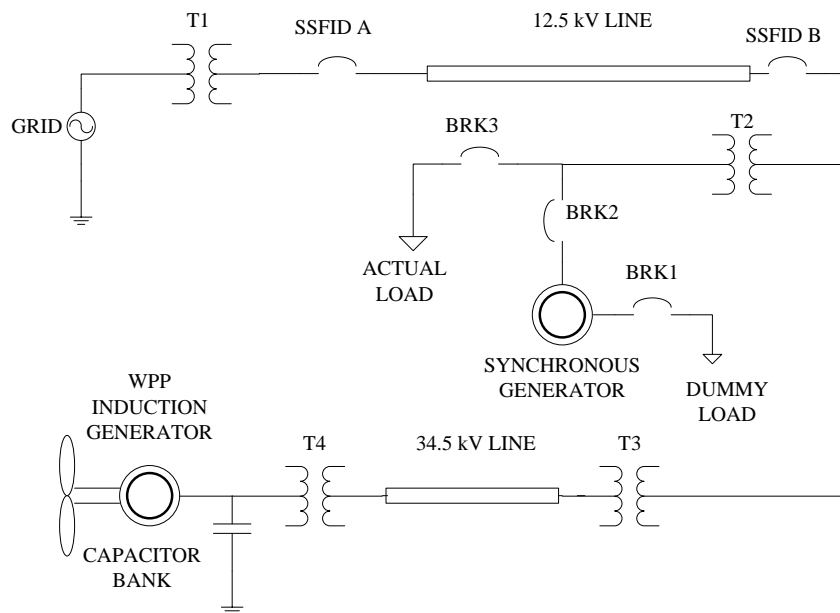 T1
SSFID A
12.5 kV LINE
SSFID B
GRID
BRK3
T2
BRK2
ACTUAL
LOAD
BRK1
SYNCHRONOUS
GENERATOR
DUMMY
LOAD
WPP
INDUCTION
GENERATOR
T4
34.5 kV LINE
T3
CAPACITOR
BANK